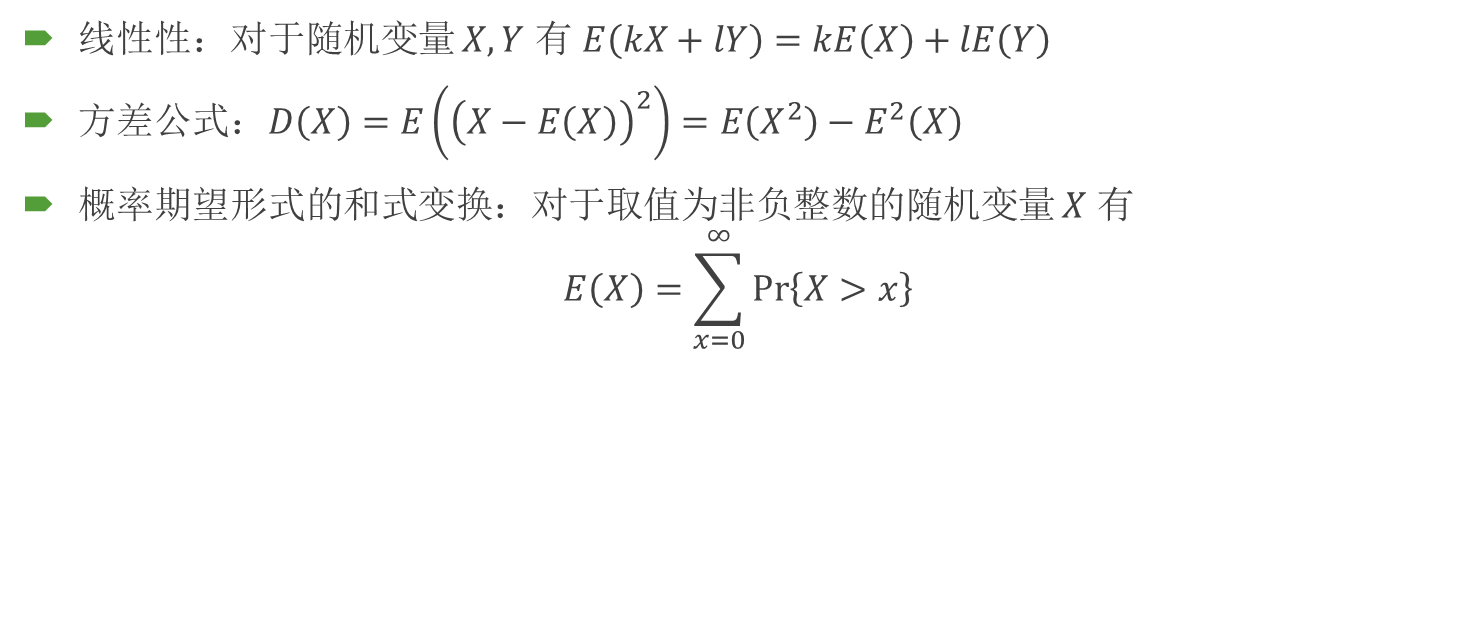 线性性：对于随机变量 X, Y 有 E(kX + lY) = kE(X) + lE(Y)
方差公式：D(X) = E((X − E(X))²) = E(X²) − E²(X)
概率期望形式的和式变换：对于取值为非负整数的随机变量 X 有
E(X) = ∑_{x=0}^{∞} Pr{X > x}